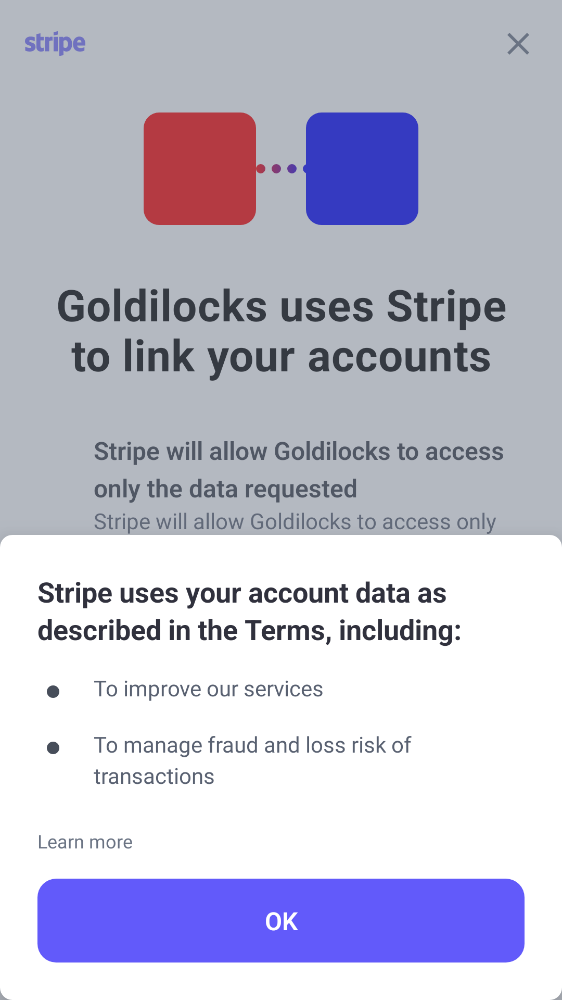 stripe
Goldilocks uses Stripe
to link your accounts
Stripe will allow Goldilocks to access
only the data requested
Stripe will allow Goldilocks to access only
Stripe uses your account data as
described in the Terms, including:
To improve our services
To manage fraud and loss risk of
transactions
Learn more
OK